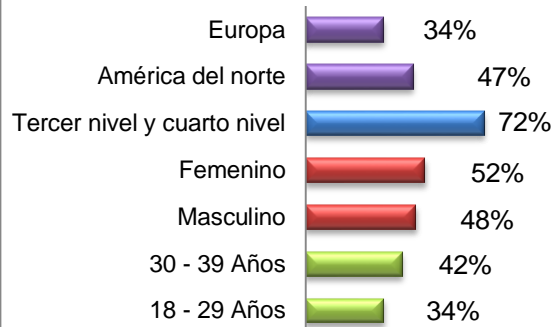 Europa 34%
América del norte 47%
Tercer nivel y cuarto nivel 72%
Femenino 52%
Masculino 48%
30 - 39 Años 42%
18 - 29 Años 34%